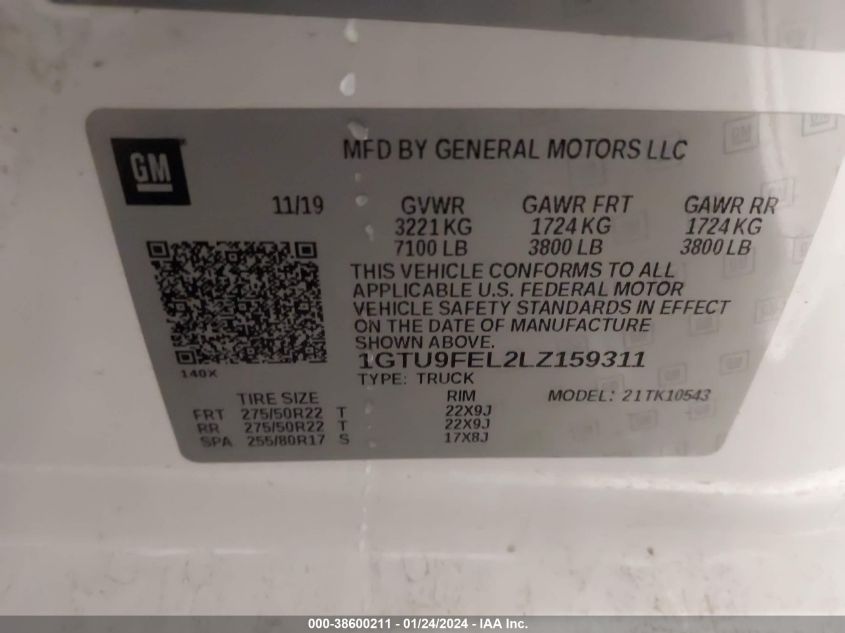 GM
MFD BY GENERAL MOTORS LLC
11/19 GVWR GAWR FRT GAWR RR
3221 KG 1724 KG 1724 KG
7100 LB 3800 LB 3800 LB
THIS VEHICLE CONFORMS TO ALL
APPLICABLE U.S. FEDERAL MOTOR
VEHICLE SAFETY STANDARDS IN EFFECT
ON THE DATE OF MANUFACTURE
SHOWN ABOVE.
1GTU9FEL2LZ159311
140X TYPE: TRUCK
TIRE SIZE RIM MODEL: 21TK10543
FRT 275/50R22 T 22X9J
RR 275/50R22 T 22X9J
SPA 255/80R17 S 17X8J
000-38600211 - 01/24/2024 - IAA Inc.